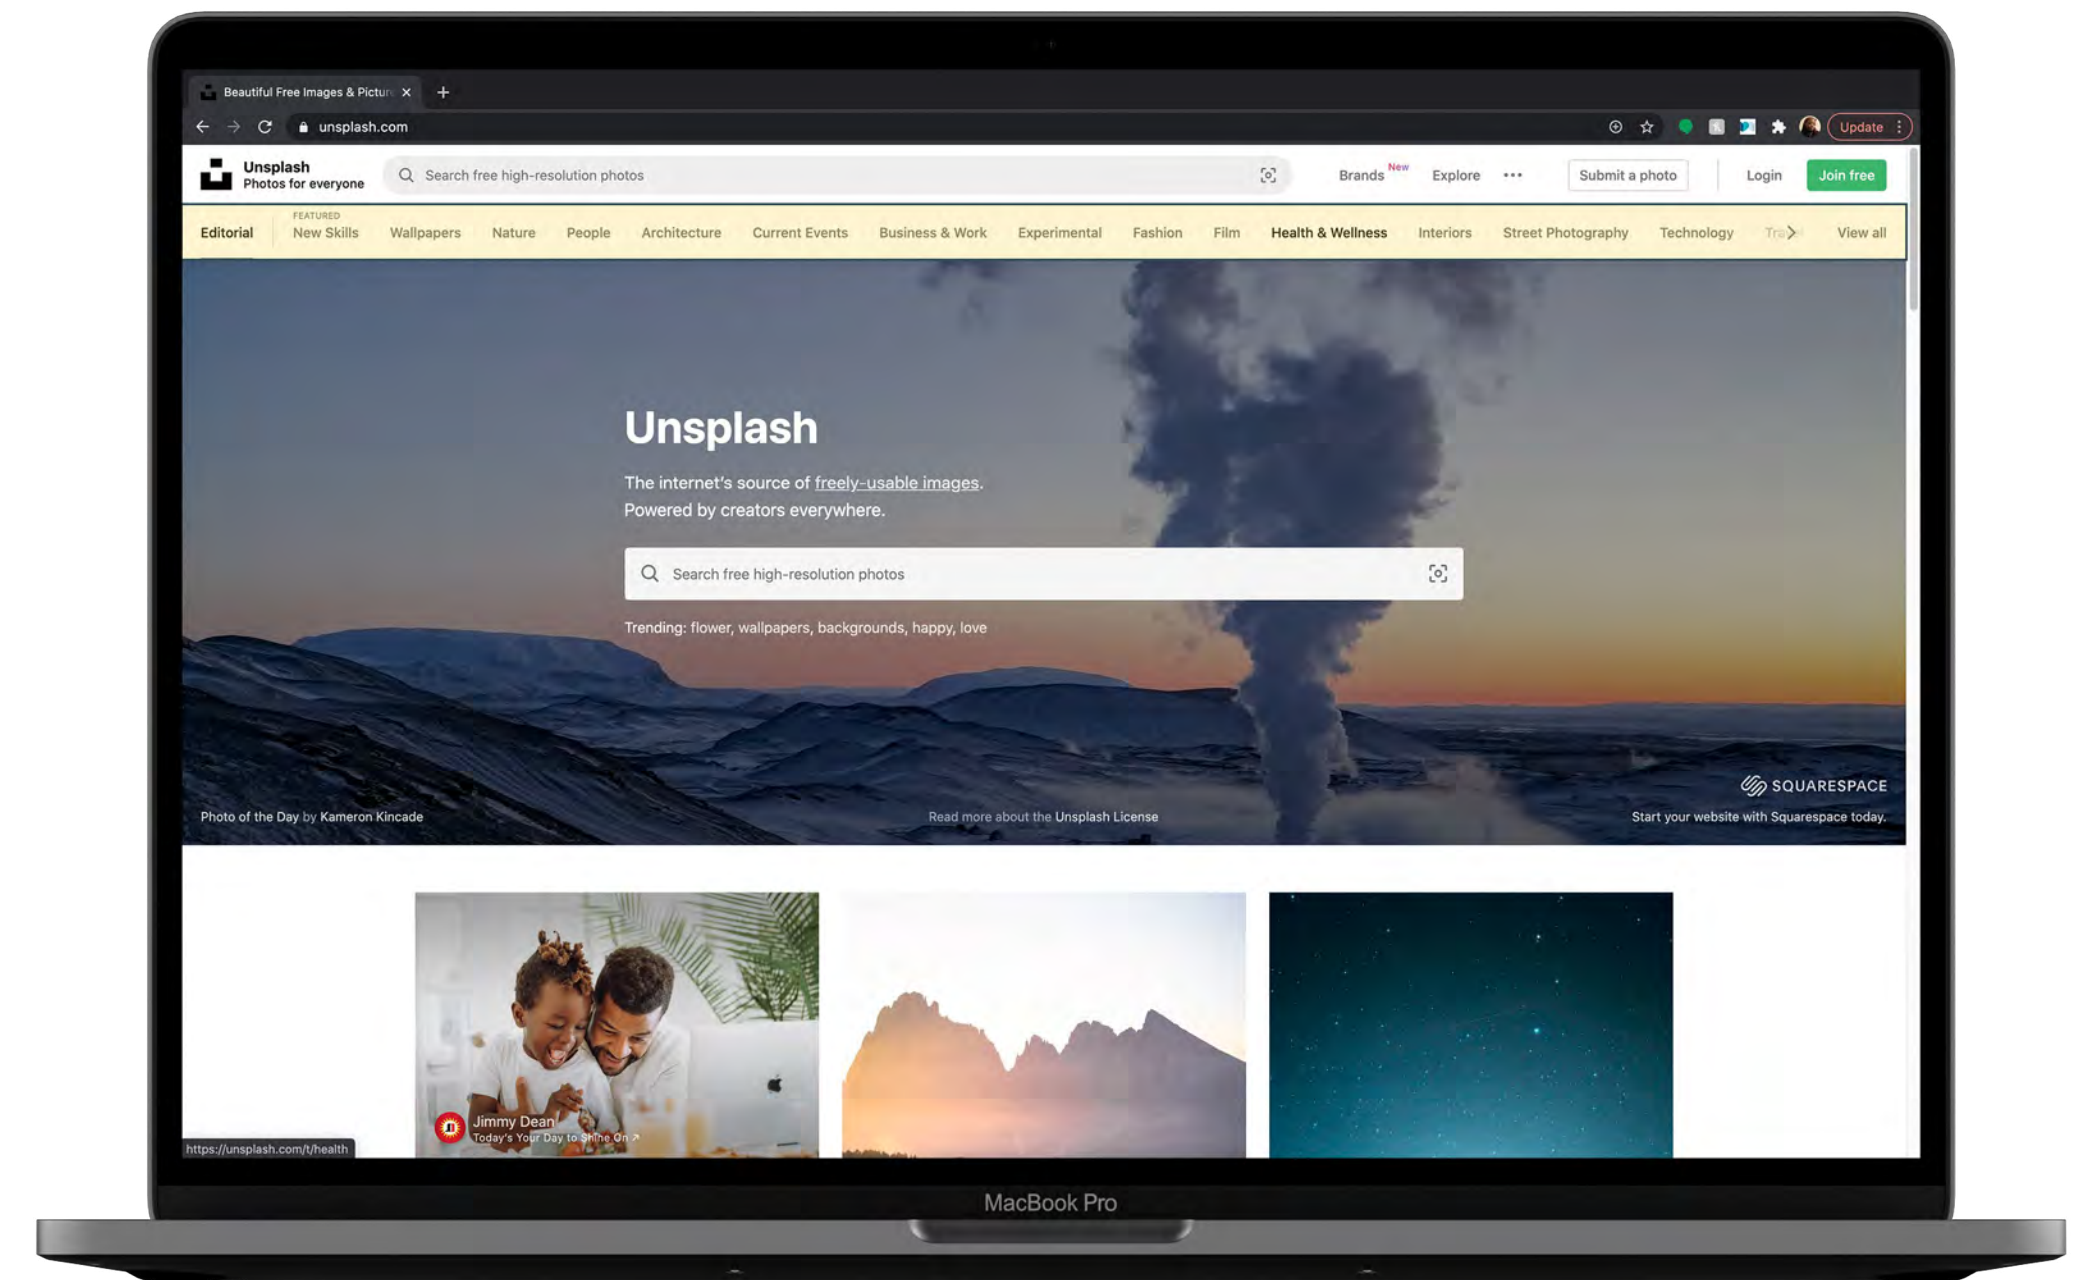 Beautiful Free Images & Pictur
unsplash.com
Update
Unsplash
Photos for everyone
Search free high-resolution photos
Brands New
Explore
Submit a photo
Login
Join free
Editorial
FEATURED
New Skills
Wallpapers
Nature
People
Architecture
Current Events
Business & Work
Experimental
Fashion
Film
Health & Wellness
Interiors
Street Photography
Technology
View all
Unsplash
The internet's source of freely-usable images.
Powered by creators everywhere.
Search free high-resolution photos
Trending: flower, wallpapers, backgrounds, happy, love
SQUARESPACE
Photo of the Day by Kameron Kincade
Read more about the Unsplash License
Start your website with Squarespace today.
Jimmy Dean
Today's Your Day to Shine On
https://unsplash.com/t/health
MacBook Pro